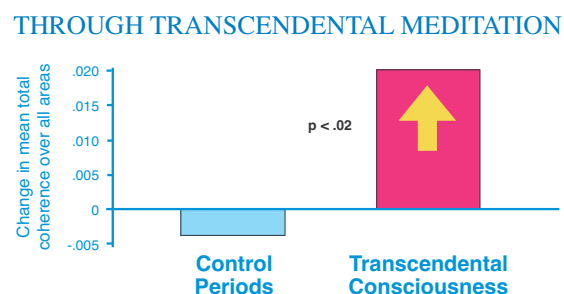 THROUGH TRANSCENDENTAL MEDITATION
Change in mean total
coherence over all areas
.020
.015
.010
.005
0
-.005
p < .02
Control
Periods
Transcendental
Consciousness